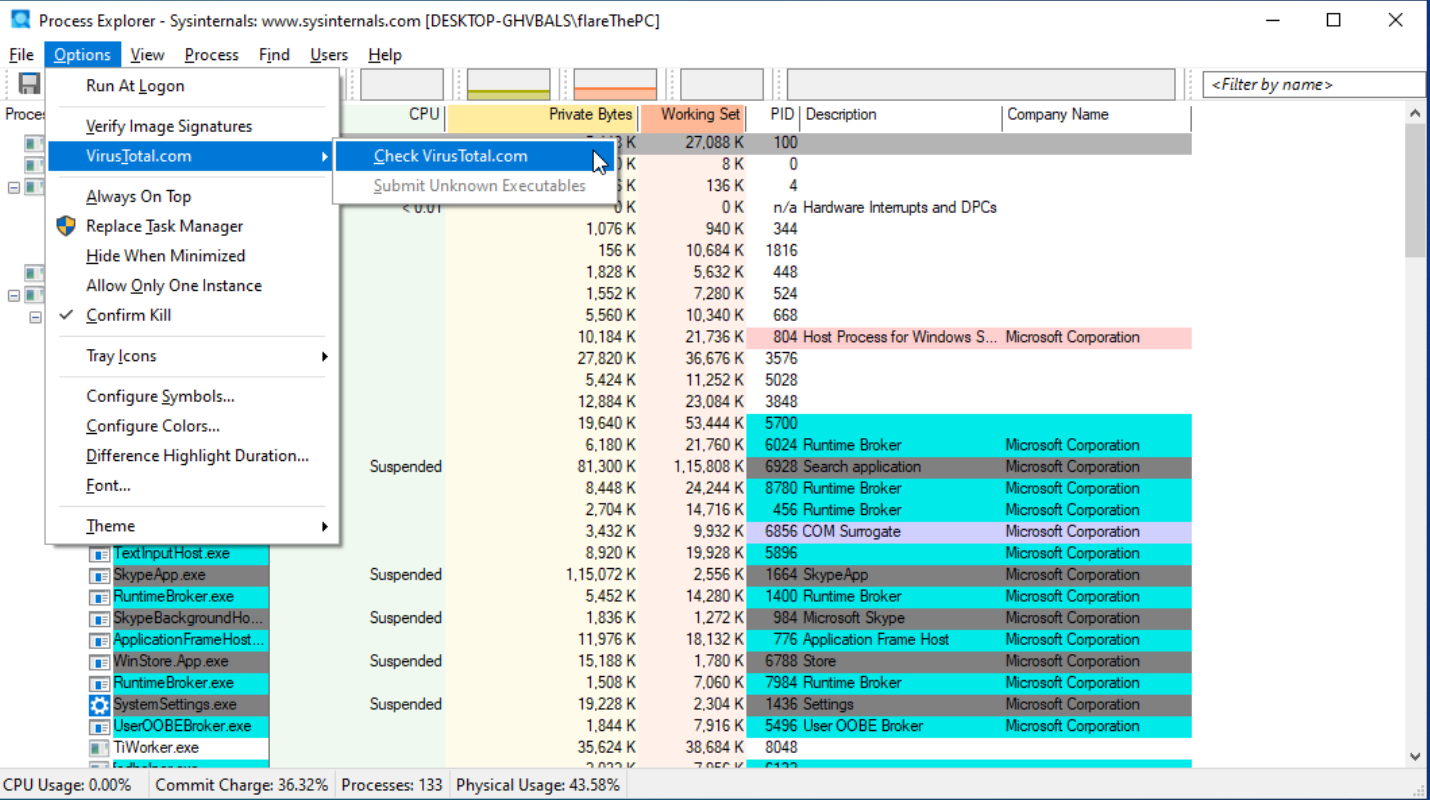 Process Explorer - Sysinternals: www.sysinternals.com [DESKTOP-GHVBALS\flareThePC]
File Options View Process Find Users Help
<Filter by name>
Run At Logon
Verify Image Signatures
VirusTotal.com
Always On Top
Replace Task Manager
Hide When Minimized
Allow Only One Instance
Confirm Kill
Tray Icons
Configure Symbols...
Configure Colors...
Difference Highlight Duration...
Font...
Theme
Check VirusTotal.com
Submit Unknown Executables
CPU Private Bytes Working Set PID Description Company Name
27,088 K 100
8 K 0
136 K 4
< 0.01 0 K 0 K n/a Hardware Interrupts and DPCs
1,076 K 940 K 344
156 K 10,684 K 1816
1,828 K 5,632 K 448
1,552 K 7,280 K 524
5,560 K 10,340 K 668
10,184 K 21,736 K 804 Host Process for Windows S... Microsoft Corporation
27,820 K 36,676 K 3576
5,424 K 11,252 K 5028
12,884 K 23,084 K 3848
19,640 K 53,444 K 5700
6,180 K 21,760 K 6024 Runtime Broker Microsoft Corporation
Suspended 81,300 K 1,15,808 K 6928 Search application Microsoft Corporation
8,448 K 24,244 K 8780 Runtime Broker Microsoft Corporation
2,704 K 14,716 K 456 Runtime Broker Microsoft Corporation
3,432 K 9,932 K 6856 COM Surrogate Microsoft Corporation
TextInputHost.exe 8,920 K 19,928 K 5896 Microsoft Corporation
SkypeApp.exe Suspended 1,15,072 K 2,556 K 1664 SkypeApp Microsoft Corporation
RuntimeBroker.exe 5,452 K 14,280 K 1400 Runtime Broker Microsoft Corporation
SkypeBackgroundHo... Suspended 1,836 K 1,272 K 984 Microsoft Skype Microsoft Corporation
ApplicationFrameHost... 11,976 K 18,132 K 776 Application Frame Host Microsoft Corporation
WinStore.App.exe Suspended 15,188 K 1,780 K 6788 Store Microsoft Corporation
RuntimeBroker.exe 1,508 K 7,060 K 7984 Runtime Broker Microsoft Corporation
SystemSettings.exe Suspended 19,228 K 2,304 K 1436 Settings Microsoft Corporation
UserOOBEBroker.exe 1,844 K 7,916 K 5496 User OOBE Broker Microsoft Corporation
TiWorker.exe 35,624 K 38,684 K 8048
CPU Usage: 0.00% Commit Charge: 36.32% Processes: 133 Physical Usage: 43.58%